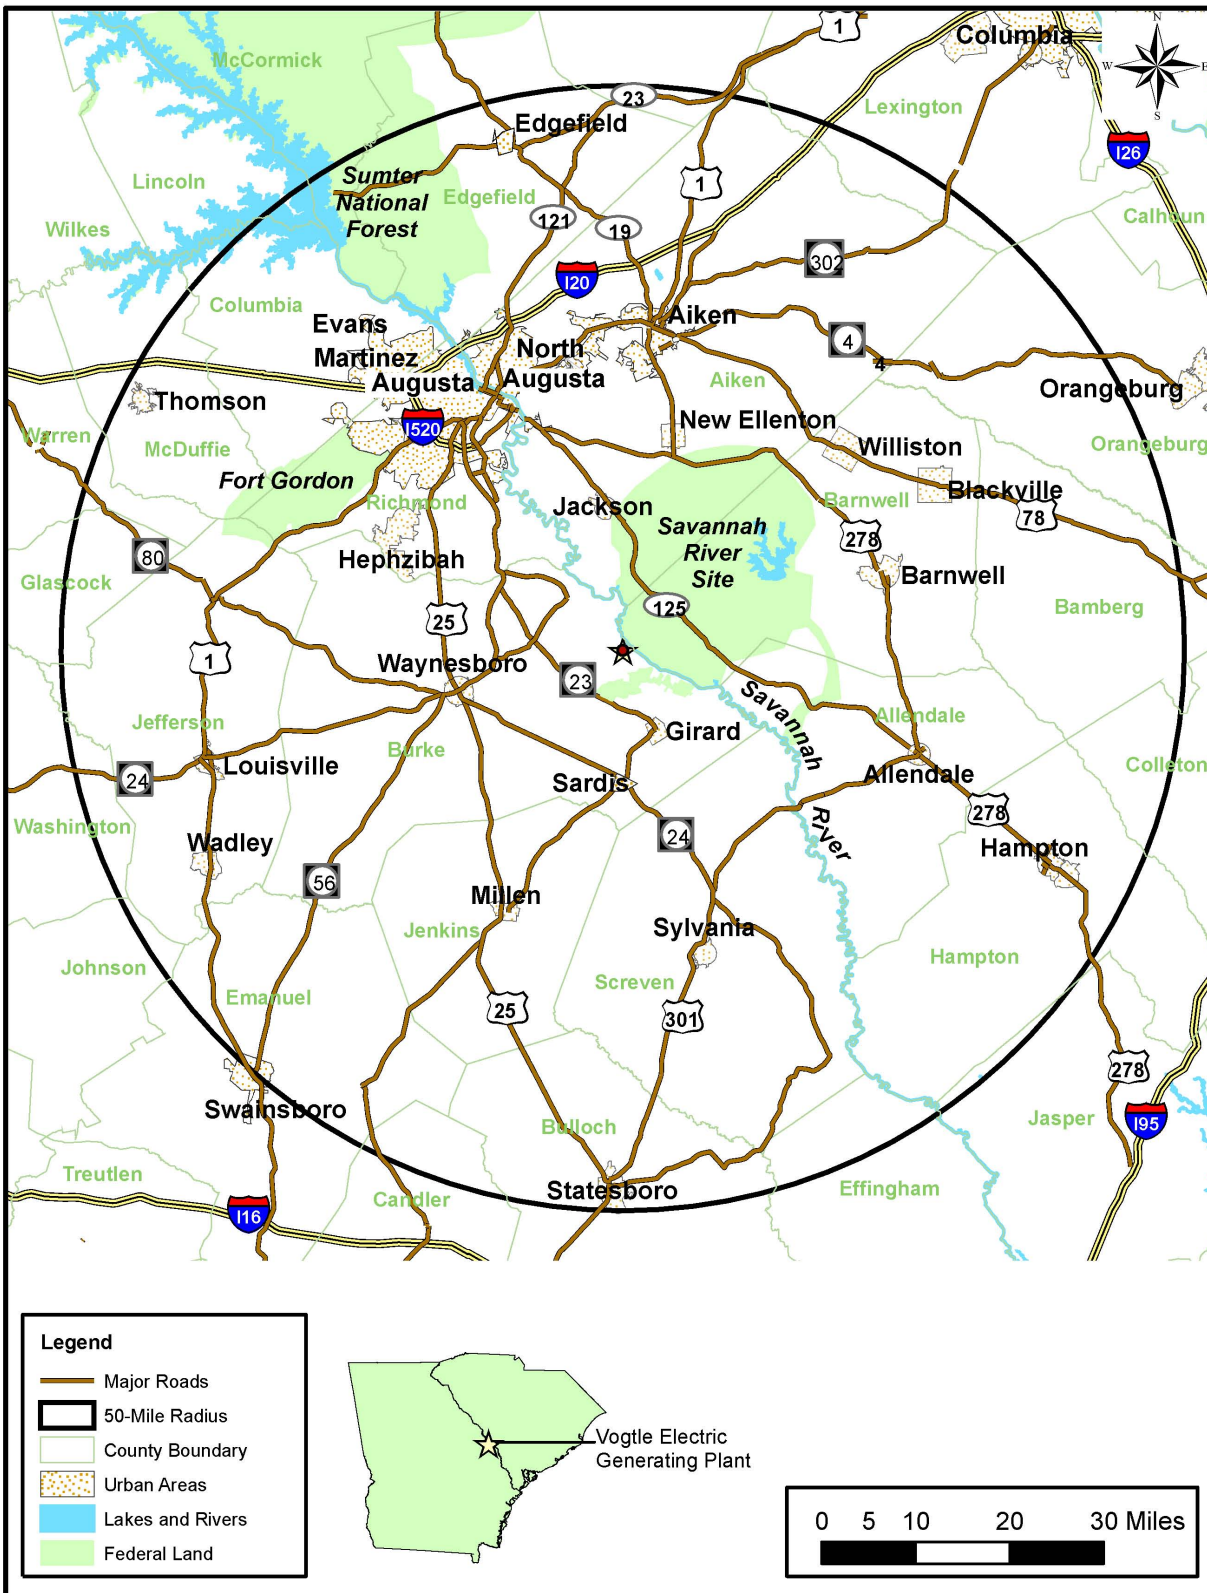 1
Columbia
N
W
E
S
McCormick
23
Lexington
Edgefield
I26
Sumter
National
Forest
Lincoln
Edgefield
1
Calhoun
Wilkes
121
19
302
I20
Columbia
Evans
Aiken
Martinez
North
Augusta
4
4
Augusta
Aiken
Orangeburg
Thomson
I520
New Ellenton
Warren
McDuffie
Williston
Orangeburg
Fort Gordon
Richmond
Barnwell
Blackville
Jackson
Savannah
River
Site
78
278
Hephzibah
80
Barnwell
Glascock
Bamberg
125
25
1
Waynesboro
23
Savannah
River
Jefferson
Burke
Girard
Allendale
Louisville
24
Sardis
Allendale
Colleton
Washington
Wadley
24
278
Hampton
56
Millen
Jenkins
Sylvania
Hampton
Johnson
Emanuel
Screven
25
301
278
Swainsboro
Bulloch
Jasper
I95
Treutlen
Candler
Statesboro
Effingham
I16
Legend
Major Roads
50-Mile Radius
County Boundary
Urban Areas
Lakes and Rivers
Federal Land
Vogtle Electric
Generating Plant
0 5 10 20 30 Miles